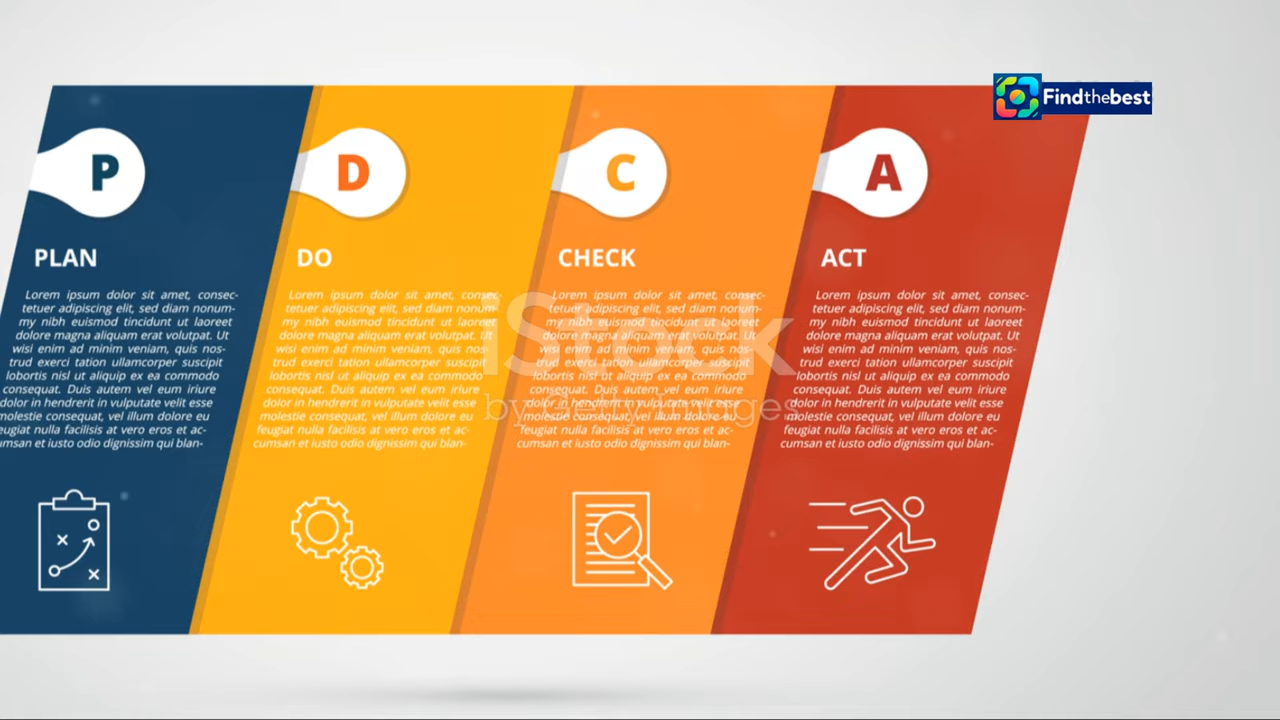 Findthebest
P
D
C
A
PLAN
DO
CHECK
ACT
Lorem ipsum dolor sit amet, consec-
tetuer adipiscing elit, sed diam nonum-
my nibh euismod tincidunt ut laoreet
dolore magna aliquam erat volutpat. Ut
wisi enim ad minim veniam, quis nos-
trud exerci tation ullamcorper suscipit
lobortis nisl ut aliquip ex ea commodo
consequat. Duis autem vel eum iriure
dolor in hendrerit in vulputate velit esse
molestie consequat, vel illum dolore eu
feugiat nulla facilisis at vero eros et ac-
cumsan et iusto odio dignissim qui blan-
Lorem ipsum dolor sit amet, consec-
tetuer adipiscing elit, sed diam nonum-
my nibh euismod tincidunt ut laoreet
dolore magna aliquam erat volutpat. Ut
wisi enim ad minim veniam, quis nos-
trud exerci tation ullamcorper suscipit
lobortis nisl ut aliquip ex ea commodo
consequat. Duis autem vel eum iriure
dolor in hendrerit in vulputate velit esse
molestie consequat, vel illum dolore eu
feugiat nulla facilisis at vero eros et ac-
cumsan et iusto odio dignissim qui blan-
Lorem ipsum dolor sit amet, consec-
tetuer adipiscing elit, sed diam nonum-
my nibh euismod tincidunt ut laoreet
dolore magna aliquam erat volutpat. Ut
wisi enim ad minim veniam, quis nos-
trud exerci tation ullamcorper suscipit
lobortis nisl ut aliquip ex ea commodo
consequat. Duis autem vel eum iriure
dolor in hendrerit in vulputate velit esse
molestie consequat, vel illum dolore eu
feugiat nulla facilisis at vero eros et ac-
cumsan et iusto odio dignissim qui blan-
Lorem ipsum dolor sit amet, consec-
tetuer adipiscing elit, sed diam nonum-
my nibh euismod tincidunt ut laoreet
dolore magna aliquam erat volutpat. Ut
wisi enim ad minim veniam, quis nos-
trud exerci tation ullamcorper suscipit
lobortis nisl ut aliquip ex ea commodo
consequat. Duis autem vel eum iriure
dolor in hendrerit in vulputate velit esse
molestie consequat, vel illum dolore eu
feugiat nulla facilisis at vero eros et ac-
cumsan et iusto odio dignissim qui blan-
iStock
by Getty Images